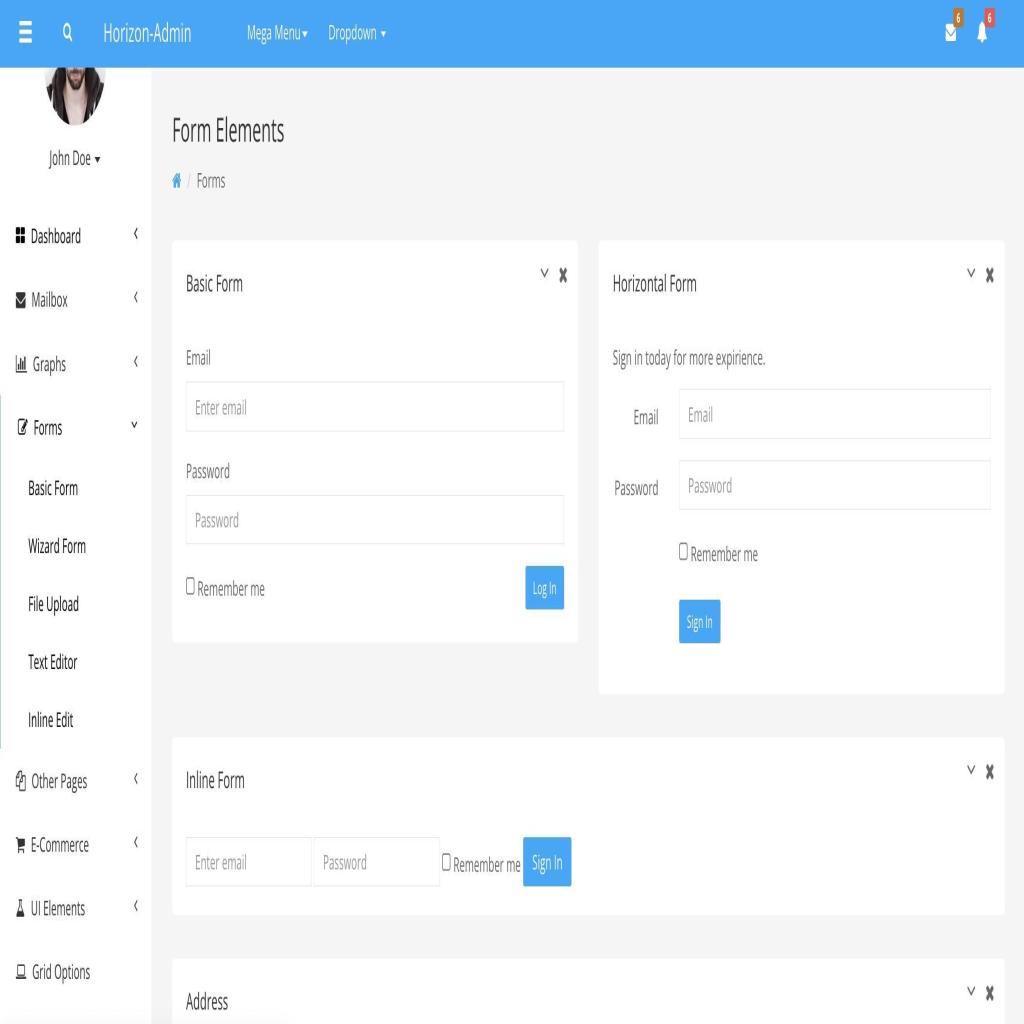 Horizon-Admin
Mega Menu
Dropdown
6
6
John Doe
Dashboard
Mailbox
Graphs
Forms
Basic Form
Wizard Form
File Upload
Text Editor
Inline Edit
Other Pages
E-Commerce
UI Elements
Grid Options
Form Elements
/ Forms
Basic Form
Email
Enter email
Password
Password
Remember me
Log In
Horizontal Form
Sign in today for more expirience.
Email
Email
Password
Password
Remember me
Sign In
Inline Form
Enter email
Password
Remember me
Sign In
Address